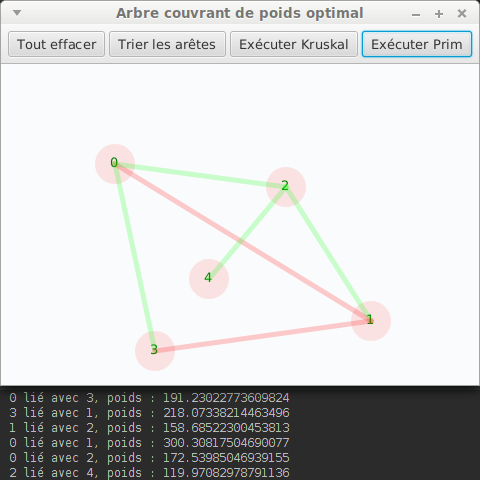 Arbre couvrant de poids optimal
Tout effacer Trier les arêtes Exécuter Kruskal Exécuter Prim
0
2
4
1
3
0 lié avec 3, poids : 191.23022773609824
3 lié avec 1, poids : 218.07338214463496
1 lié avec 2, poids : 158.68522300453813
0 lié avec 1, poids : 300.30817504690077
0 lié avec 2, poids : 172.53985046939155
2 lié avec 4, poids : 119.97082978791136